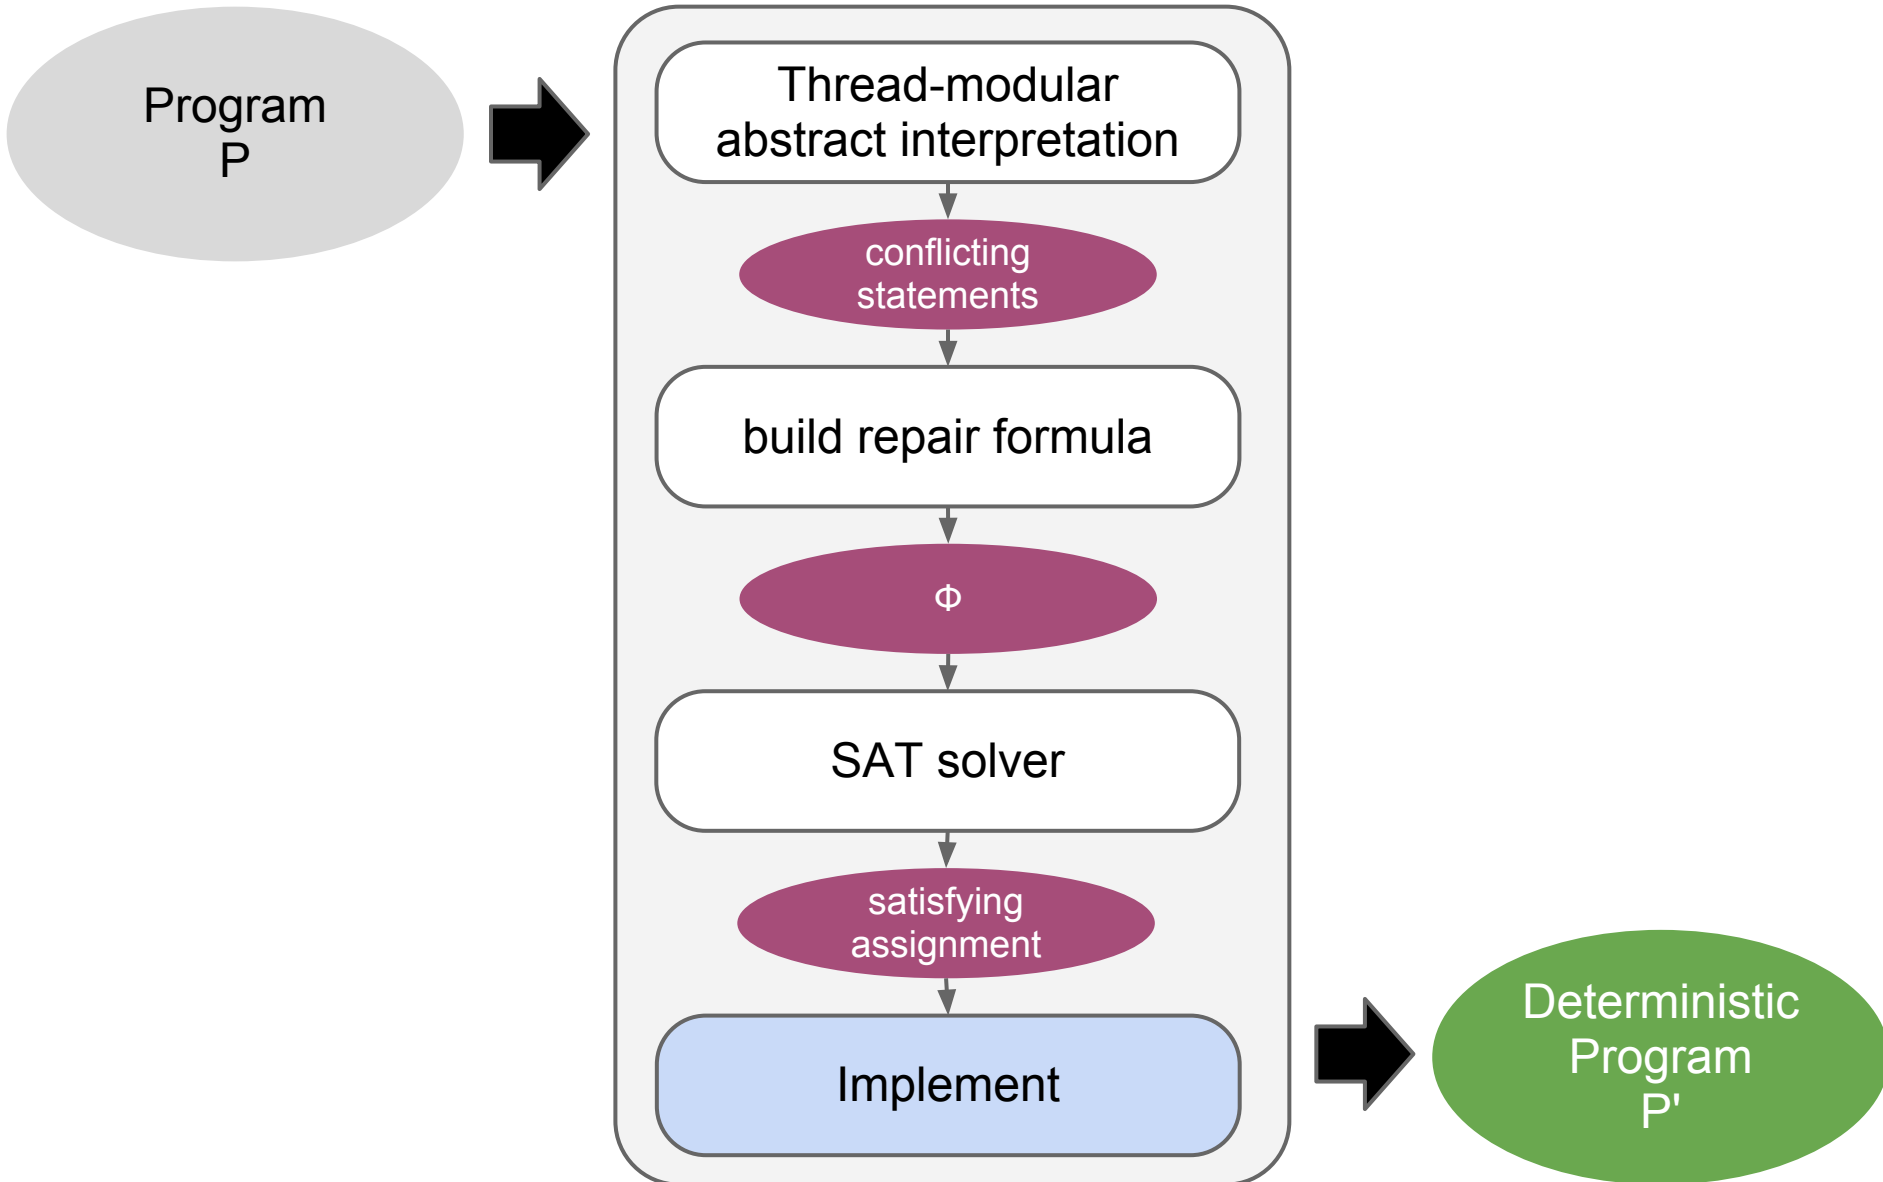 Program
P
Thread-modular
abstract interpretation
conflicting
statements
build repair formula
Φ
SAT solver
satisfying
assignment
Implement
Deterministic
Program
P'